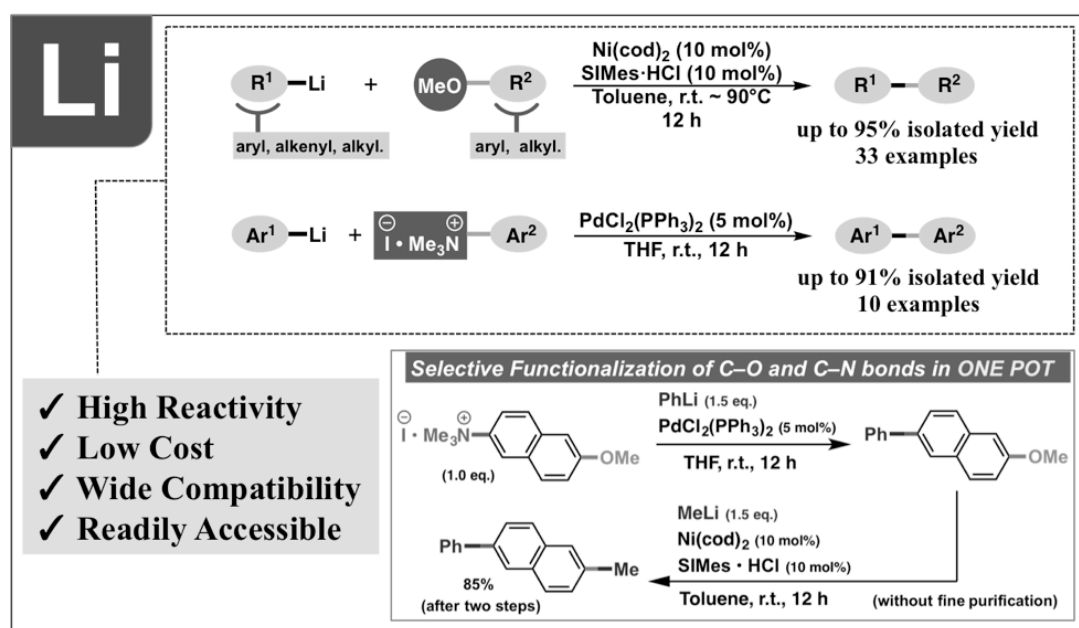 Li
R¹–Li + MeO–R²
aryl, alkenyl, alkyl.
aryl, alkyl.
Ni(cod)₂ (10 mol%)
SIMes·HCl (10 mol%)
Toluene, r.t. ~ 90°C
12 h
R¹–R²
up to 95% isolated yield
33 examples
Ar¹–Li + I • Me₃N–Ar²
⊖ ⊕
PdCl₂(PPh₃)₂ (5 mol%)
THF, r.t., 12 h
Ar¹–Ar²
up to 91% isolated yield
10 examples
✓ High Reactivity
✓ Low Cost
✓ Wide Compatibility
✓ Readily Accessible
Selective Functionalization of C–O and C–N bonds in ONE POT
⊖ ⊕
I • Me₃N
OMe
(1.0 eq.)
PhLi (1.5 eq.)
PdCl₂(PPh₃)₂ (5 mol%)
THF, r.t., 12 h
Ph
OMe
MeLi (1.5 eq.)
Ni(cod)₂ (10 mol%)
SIMes • HCl (10 mol%)
Toluene, r.t., 12 h
(without fine purification)
Ph
Me
85%
(after two steps)